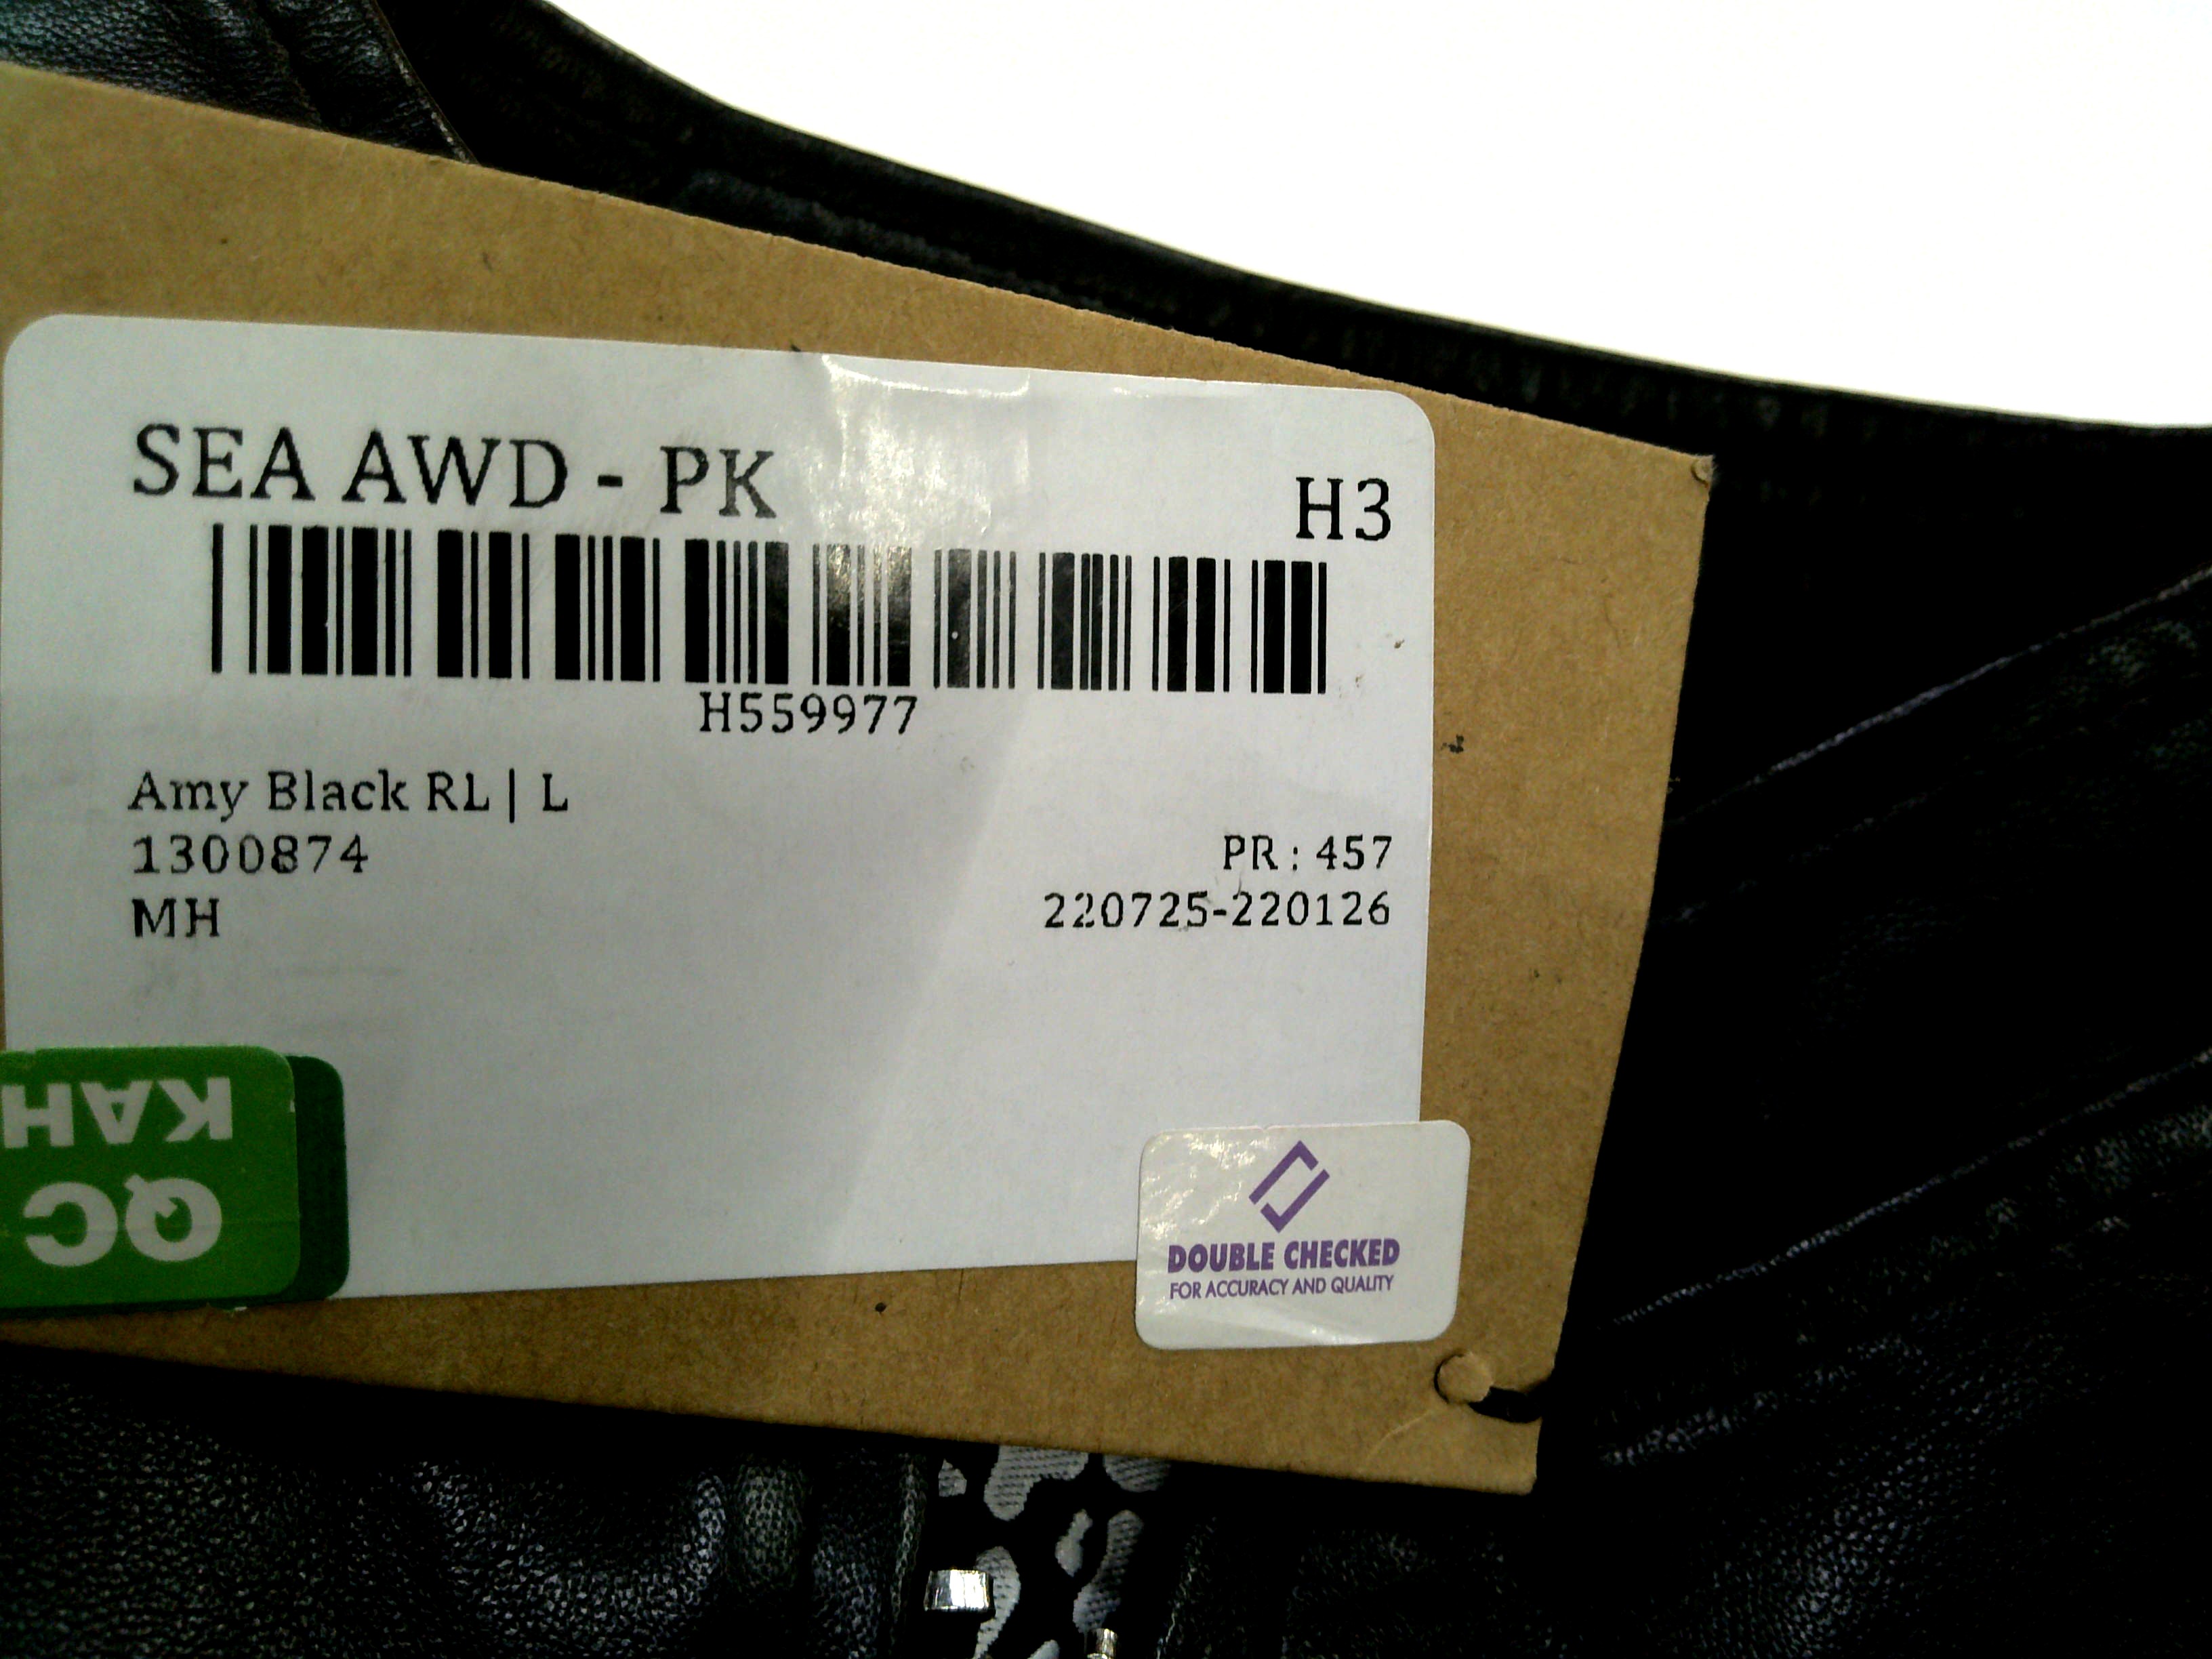 SEA AWD - PK
H3
H559977
Amy Black RL | L
1300874
PR : 457
MH
220725-220126
QC
KAH
DOUBLE CHECKED
FOR ACCURACY AND QUALITY